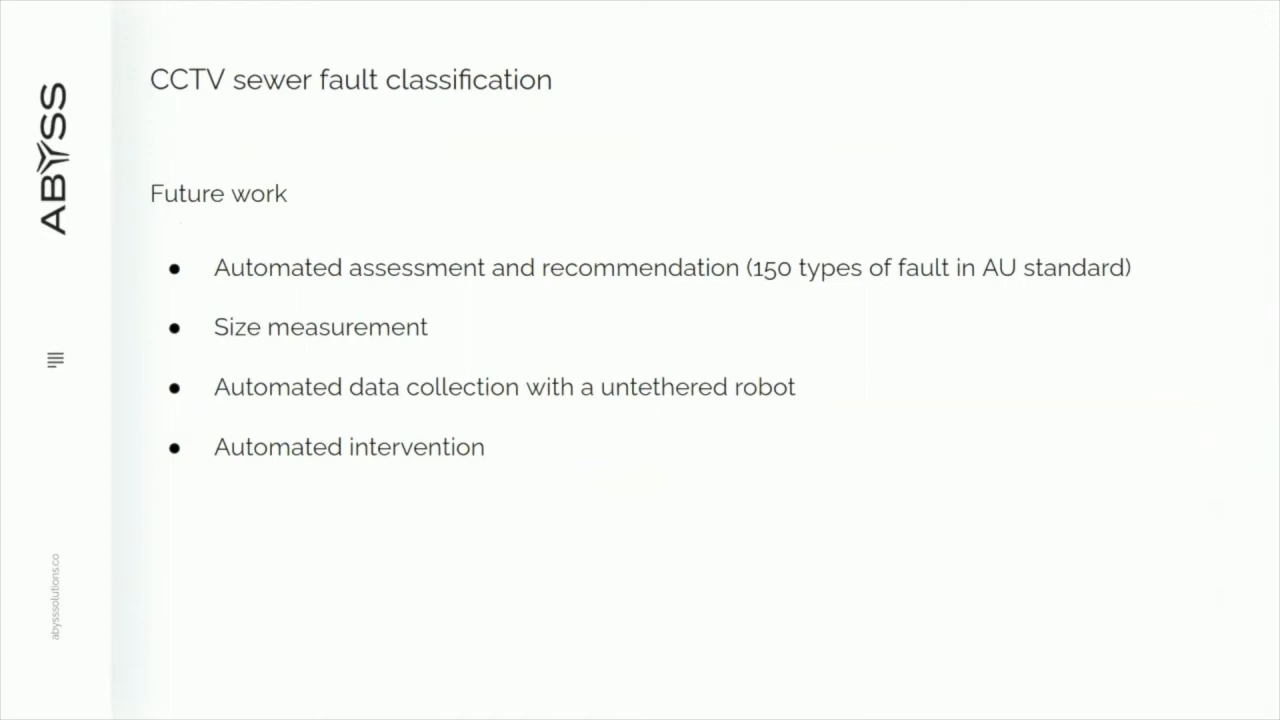 ABYSS
abysssolutions.co
CCTV sewer fault classification
Future work
● Automated assessment and recommendation (150 types of fault in AU standard)
● Size measurement
● Automated data collection with a untethered robot
● Automated intervention